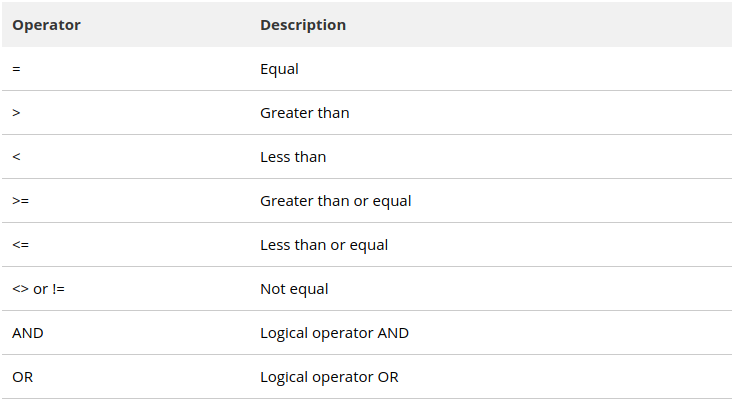 Operator Description
= Equal
> Greater than
< Less than
>= Greater than or equal
<= Less than or equal
<> or != Not equal
AND Logical operator AND
OR Logical operator OR